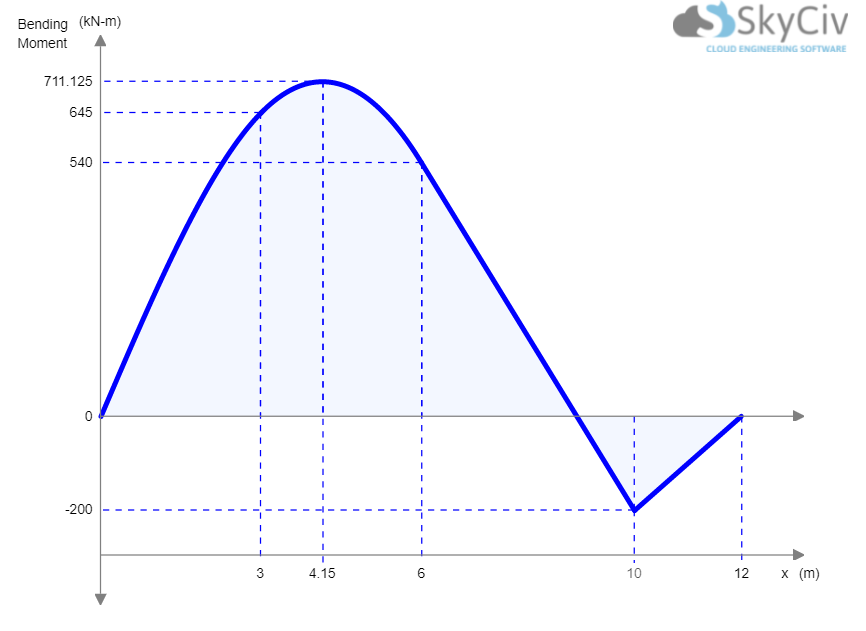 Bending (kN-m)
Moment
SkyCiv
CLOUD ENGINEERING SOFTWARE
711.125
645
540
0
-200
3 4.15 6 10 12 x (m)